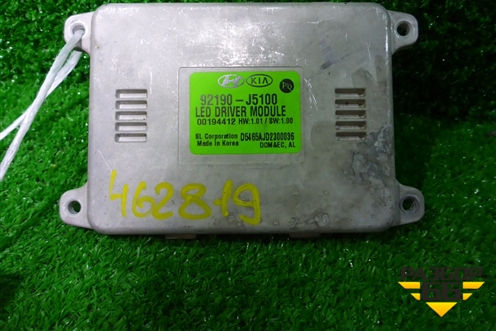 HYUNDAI KIA
92190-J5100
LED DRIVER MODULE
00194412 HW:1.01 / SW:1.00
SL Corporation D5465AJD2300036
Made In Korea DOM&EC, AL
462819